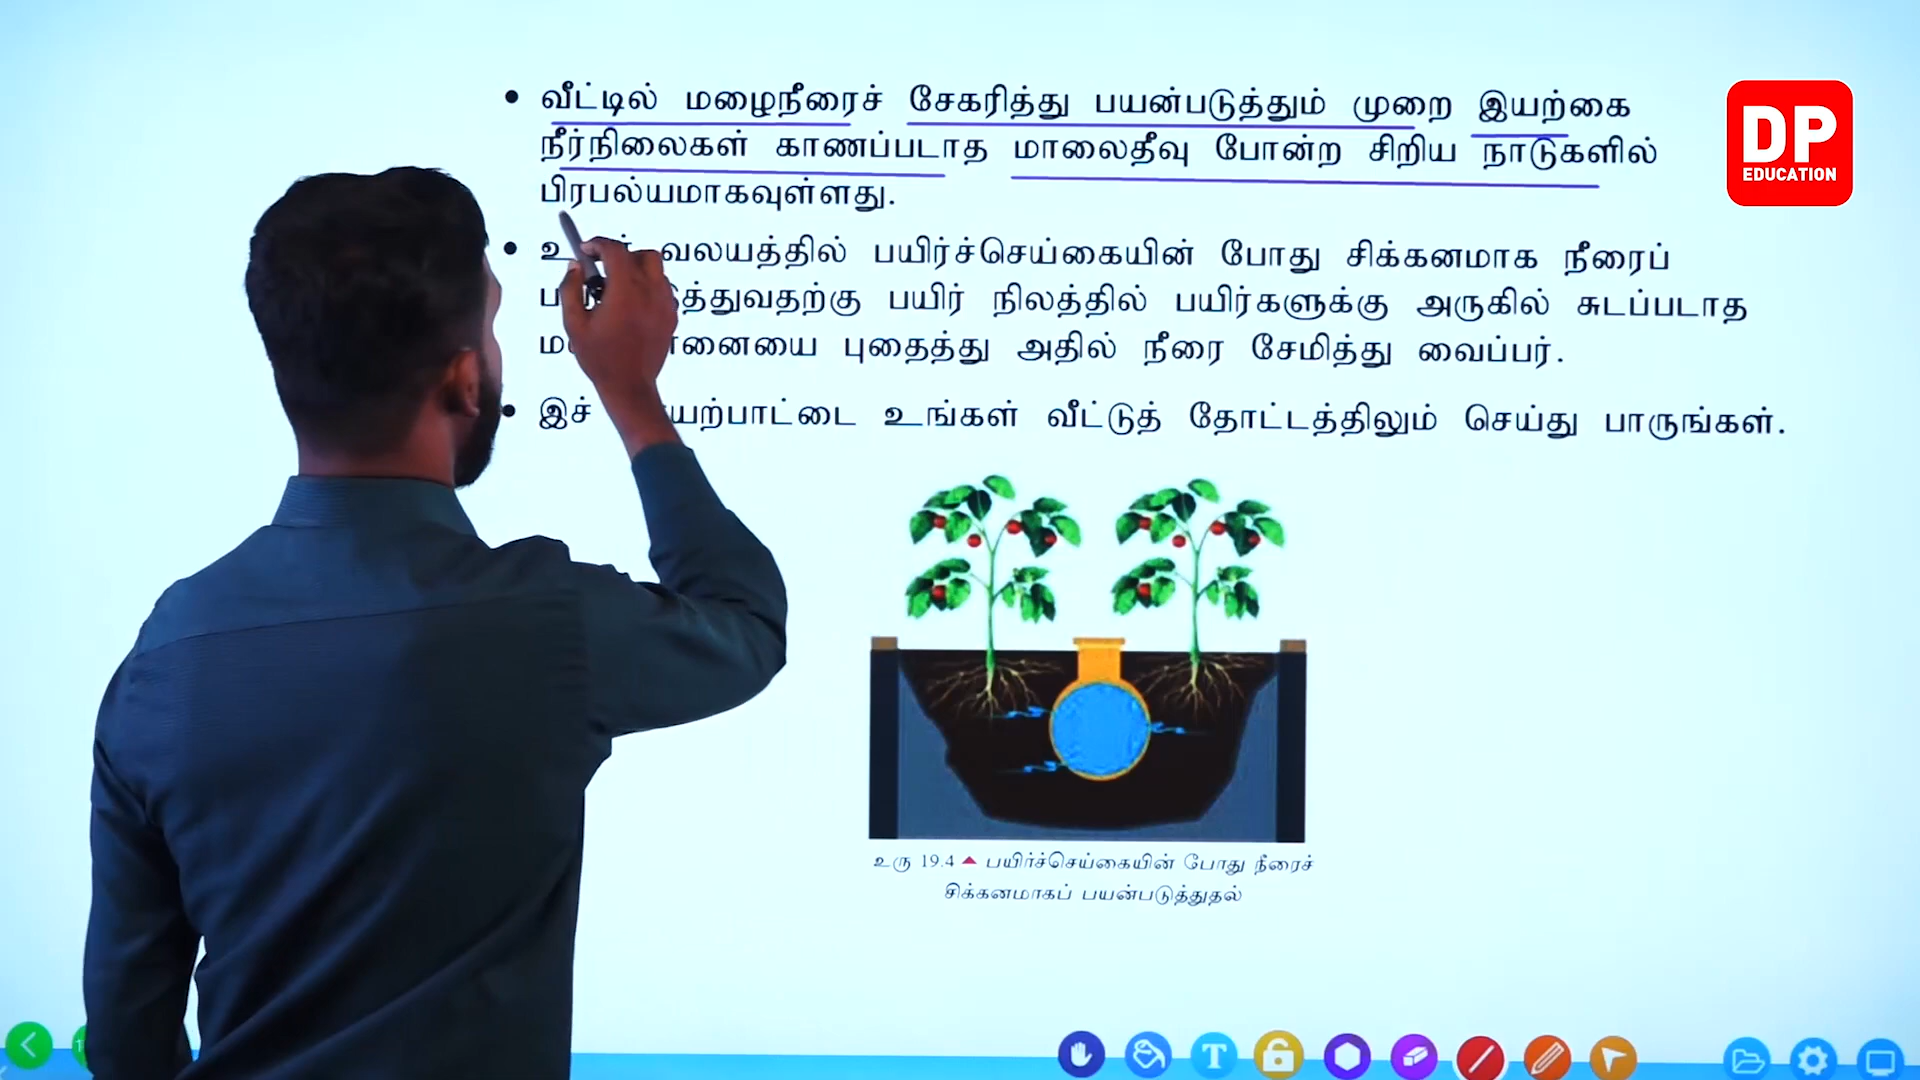 வீட்டில் மழைநீரைச் சேகரித்து பயன்படுத்தும் முறை இயற்கை
நீர்நிலைகள் காணப்படாத மாலைதீவு போன்ற சிறிய நாடுகளில்
பிரபல்யமாகவுள்ளது.
வலயத்தில் பயிர்ச்செய்கையின் போது சிக்கனமாக நீரைப்
பயிர் நிலத்தில் பயிர்களுக்கு அருகில் சுடப்படாத
புதைத்து அதில் நீரை சேமித்து வைப்பர்.
இச் உங்கள் வீட்டுத் தோட்டத்திலும் செய்து பாருங்கள்.
உரு 19.4 ▲ பயிர்ச்செய்கையின் போது நீரைச்
சிக்கனமாகப் பயன்படுத்துதல்
DP
EDUCATION